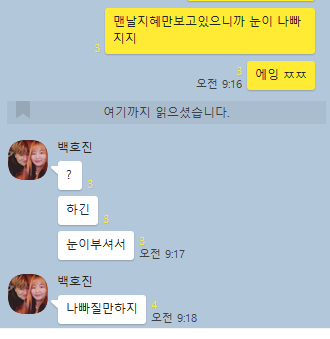 맨날지혜만보고있으니까 눈이 나빠
지지
3
3
오전 9:16
에잉 ㅉㅉ
여기까지 읽으셨습니다.
백호진
?
3
하긴
3
눈이부셔서
3
오전 9:17
백호진
나빠질만하지
4
오전 9:18